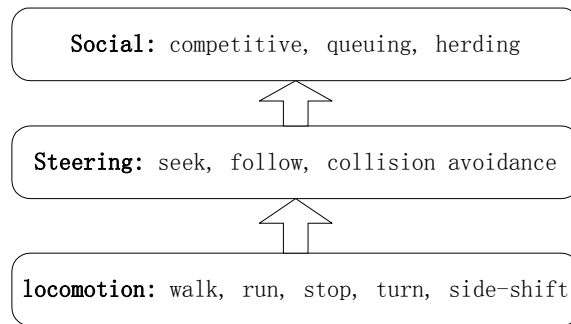 Social: competitive, queuing, herding
Steering: seek, follow, collision avoidance
locomotion: walk, run, stop, turn, side-shift